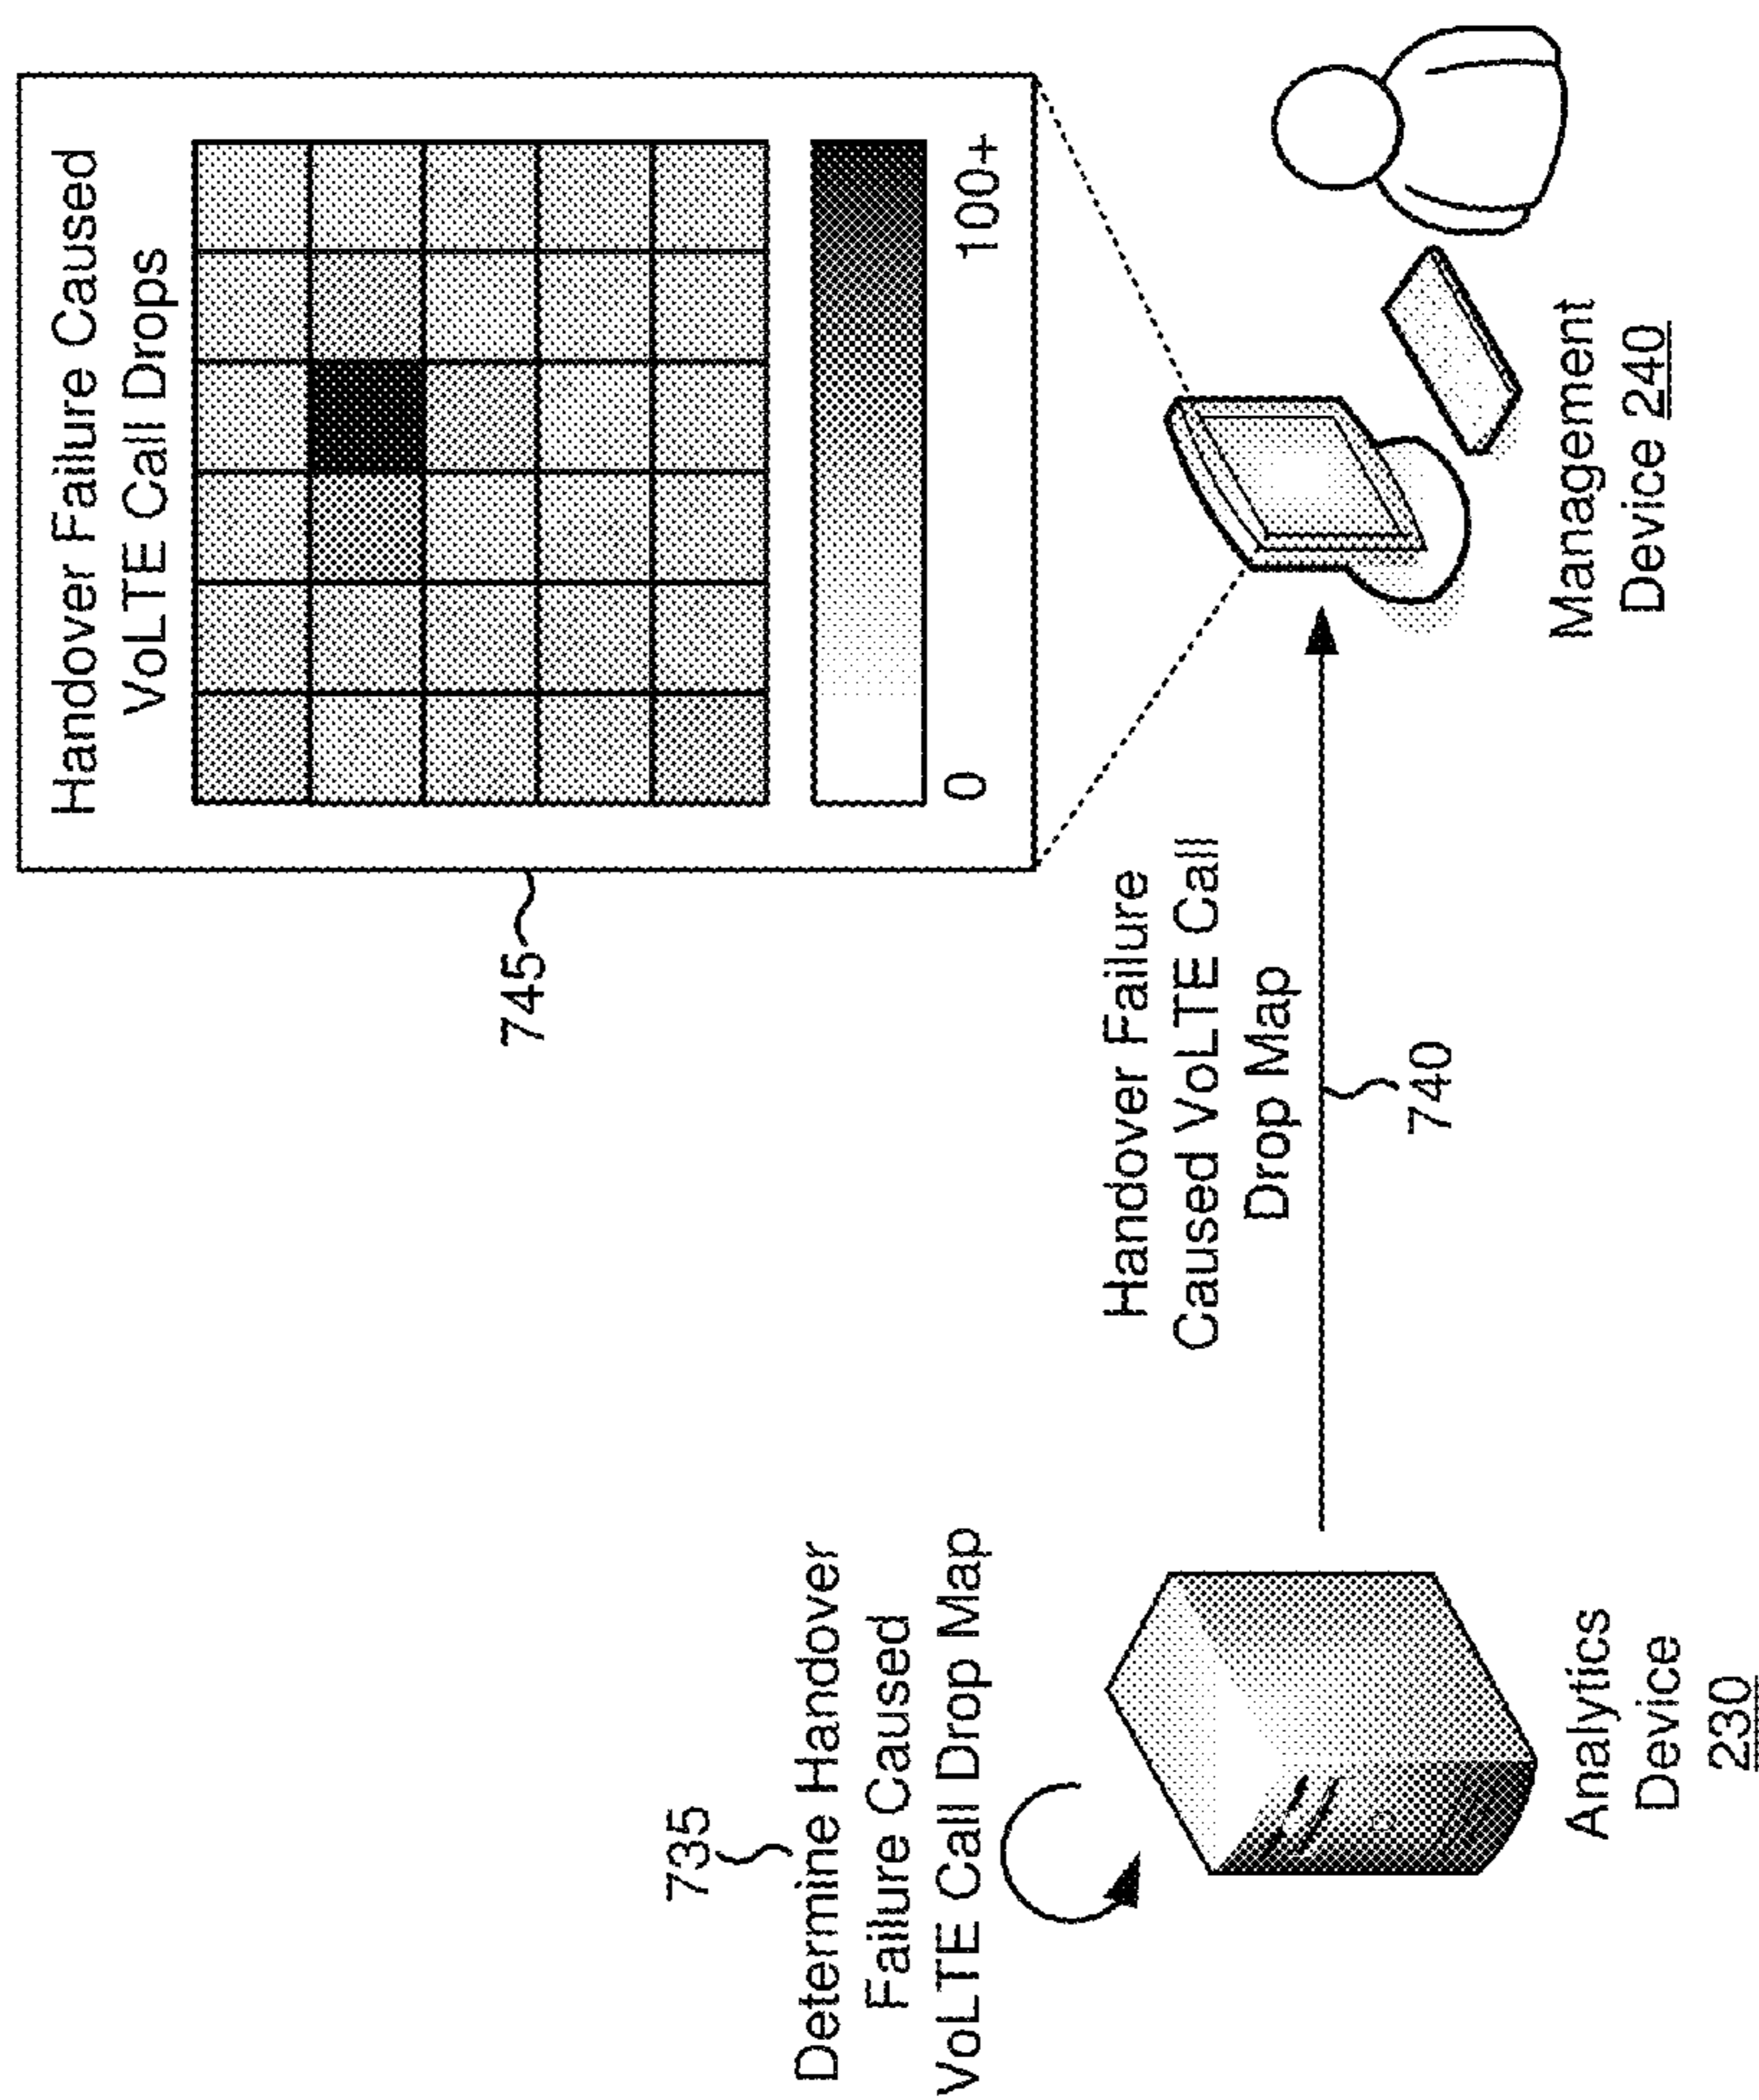 735
Determine Handover
Failure Caused
VoLTE Call Drop Map
Analytics
Device
230
Handover Failure
Caused VoLTE Call
Drop Map
740
745
Handover Failure Caused
VoLTE Call Drops
0
100+
Management
Device 240